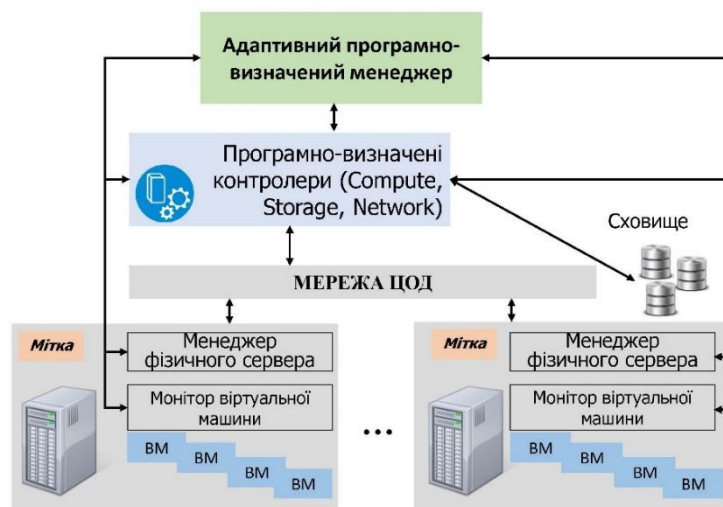 Адаптивний програмно-
визначений менеджер
Програмно-визначені
контролери (Compute,
Storage, Network)
Сховище
МЕРЕЖА ЦОД
Мітка
Менеджер
фізичного сервера
Монітор віртуальної
машини
ВМ
ВМ
ВМ
ВМ
...
Мітка
Менеджер
фізичного сервера
Монітор віртуальної
машини
ВМ
ВМ
ВМ
ВМ